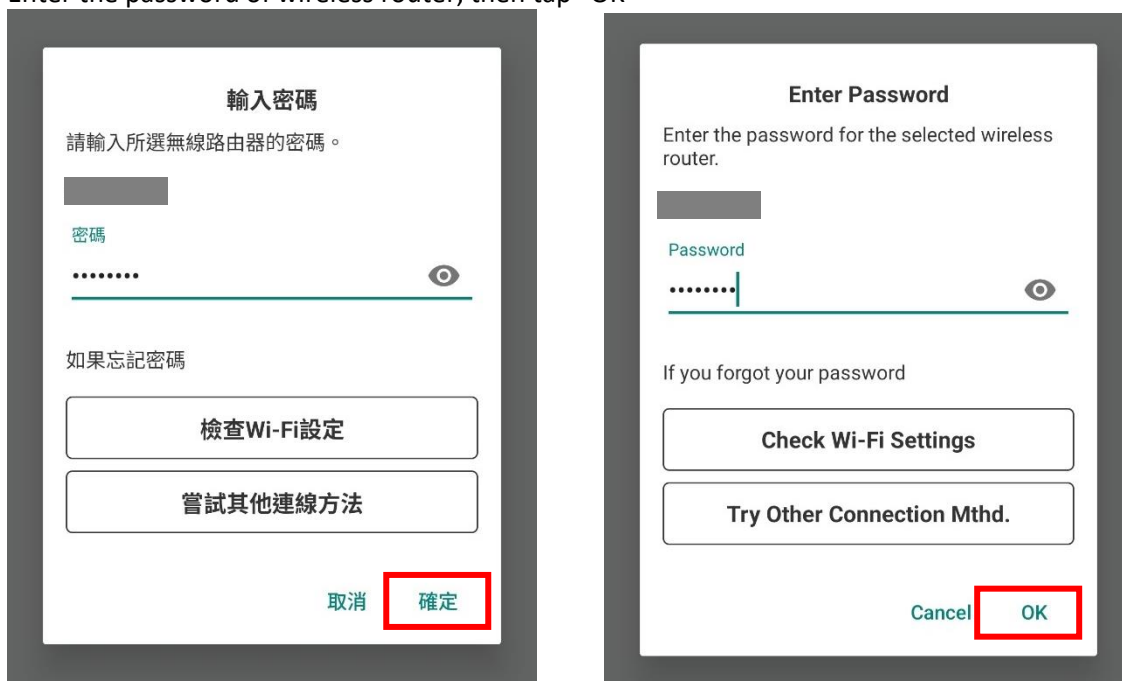 Enter the password of wireless router, then tap "OK"
輸入密碼
請輸入所選無線路由器的密碼。
密碼
••••••••
如果忘記密碼
檢查Wi-Fi設定
嘗試其他連線方法
取消 確定
Enter Password
Enter the password for the selected wireless
router.
Password
••••••••
If you forgot your password
Check Wi-Fi Settings
Try Other Connection Mthd.
Cancel OK